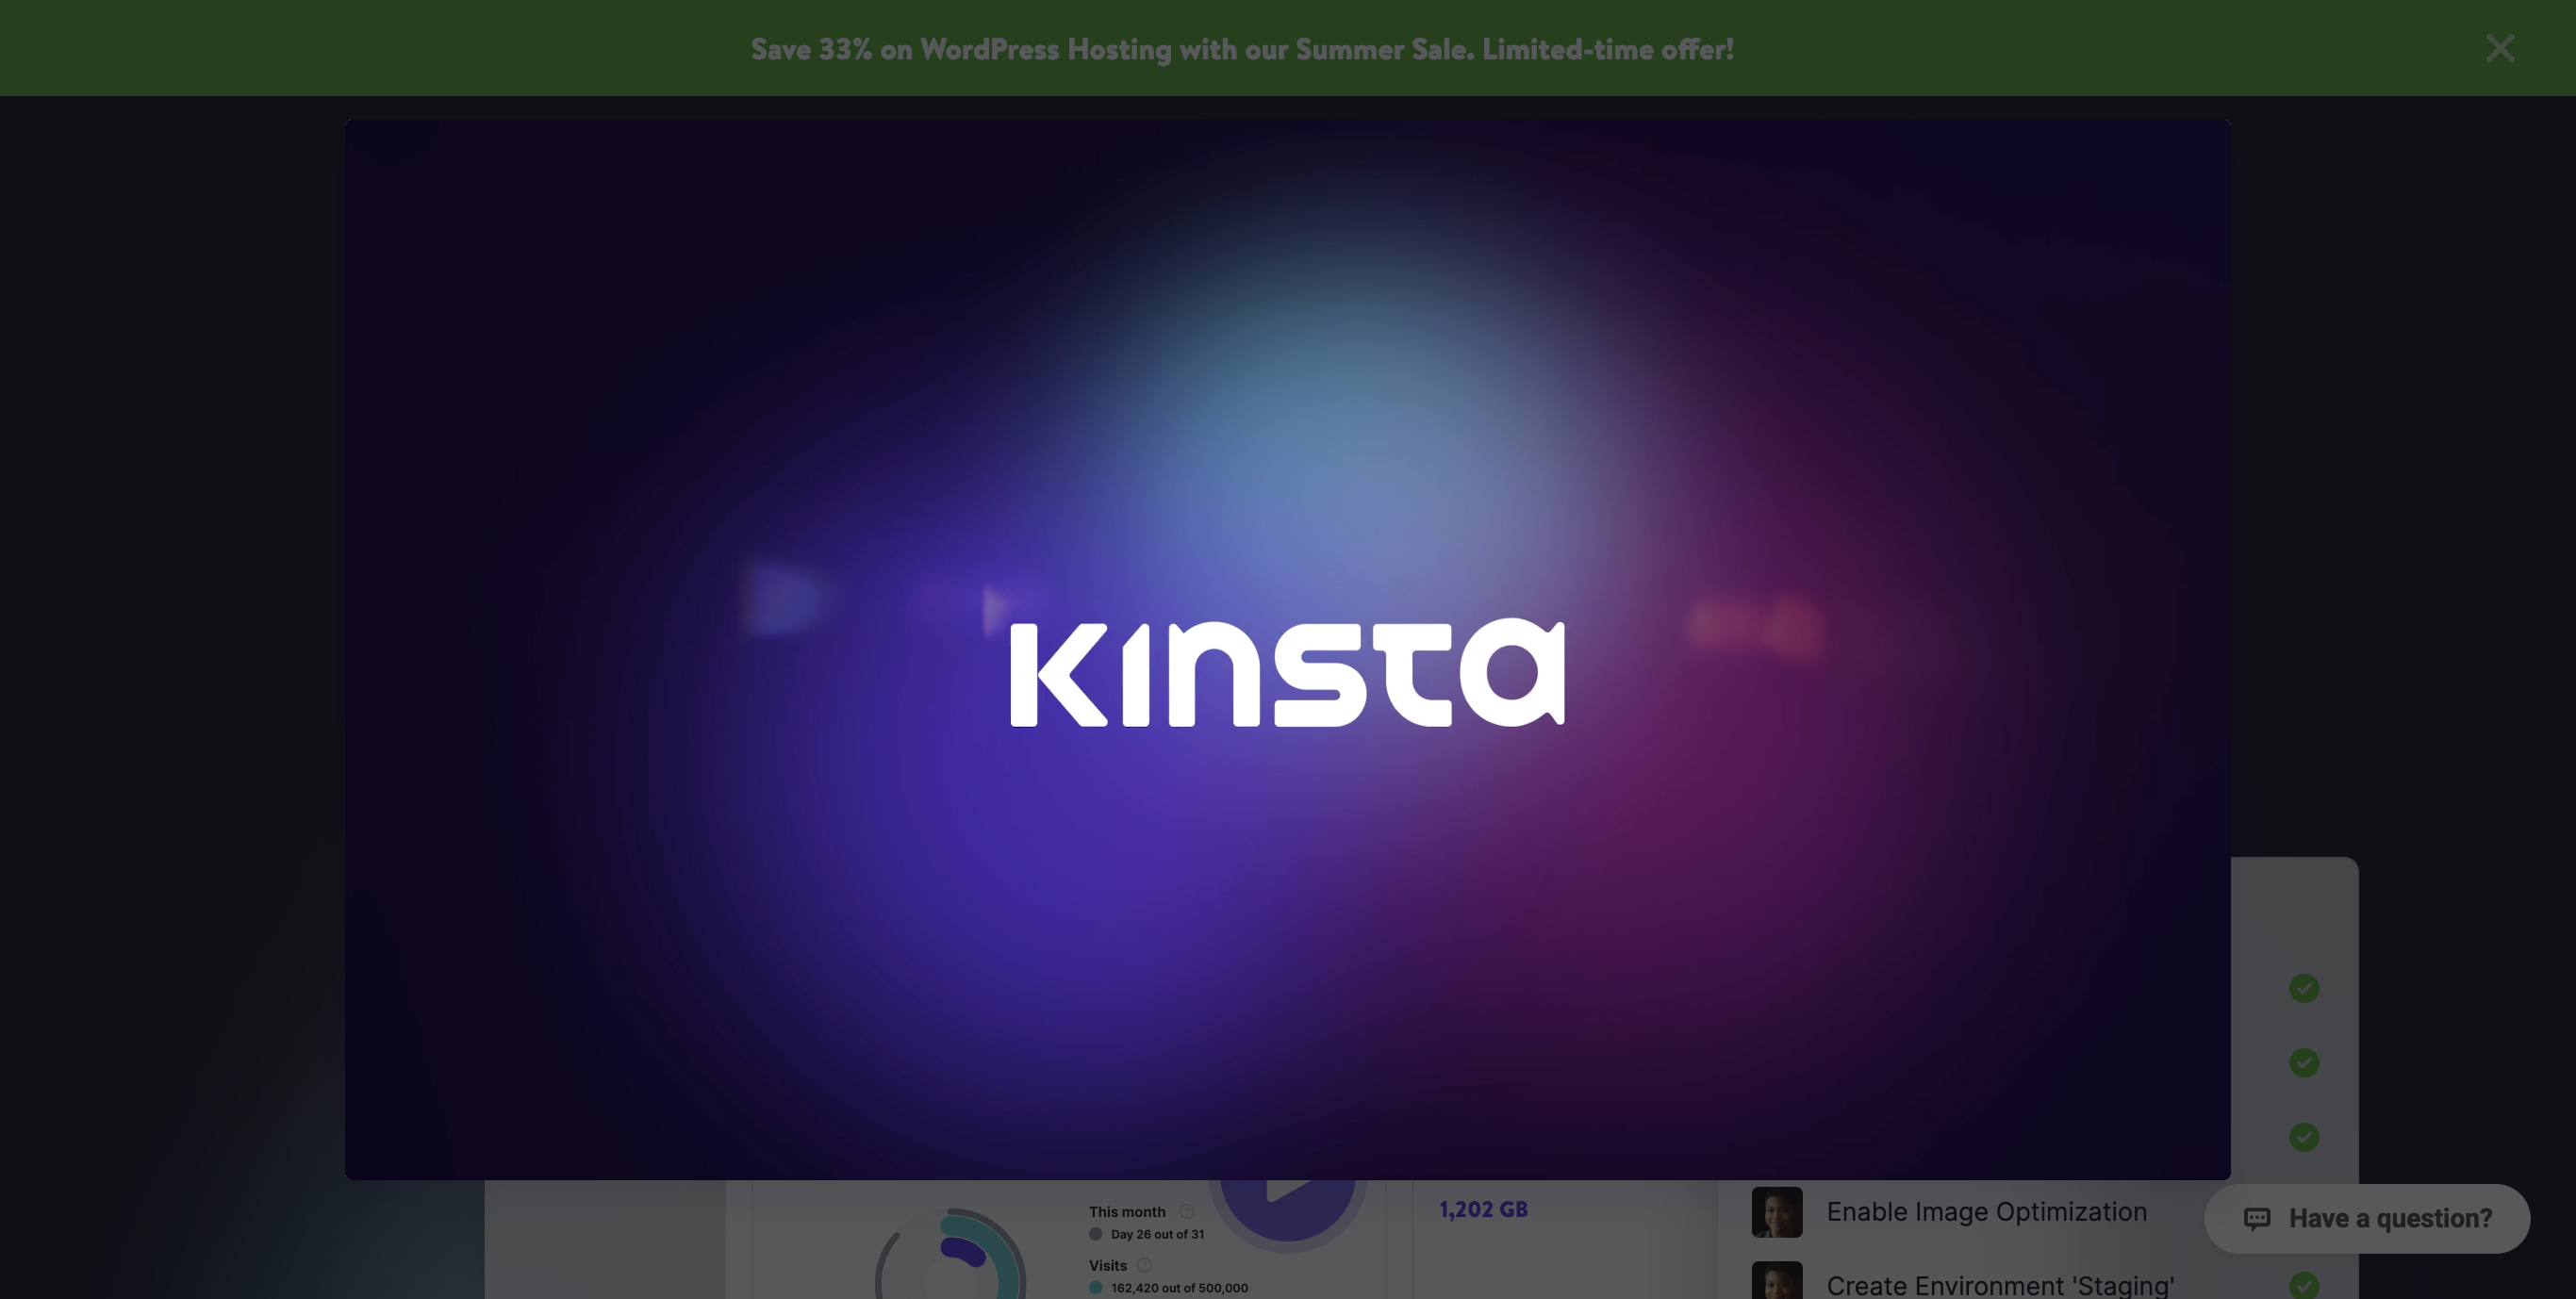 Save 33% on WordPress Hosting with our Summer Sale. Limited-time offer!
KINSTA
This month
Day 26 out of 31
Visits
162,420 out of 500,000
1,202 GB
Enable Image Optimization
Create Environment 'Staging'
Have a question?